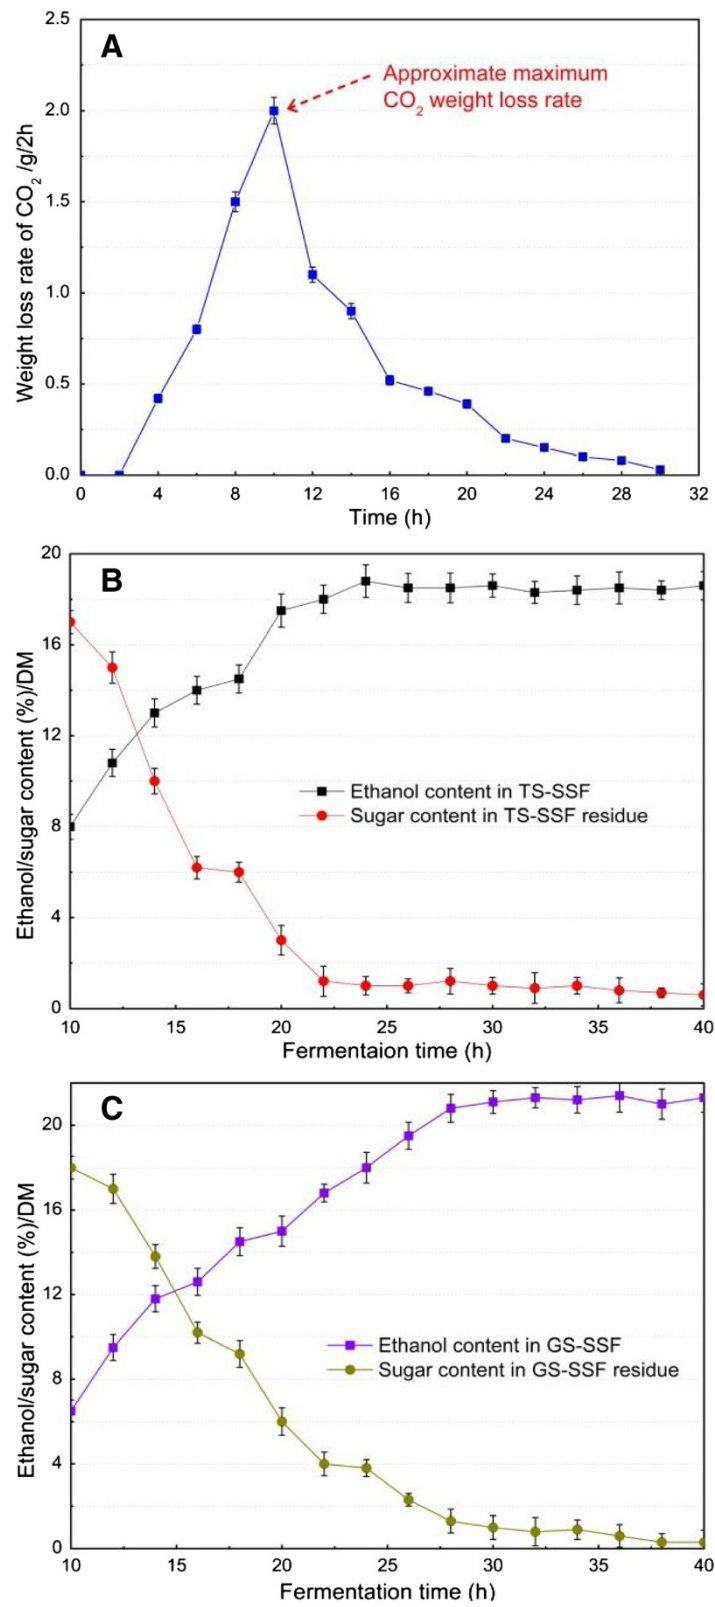 A
Approximate maximum
CO2 weight loss rate
Weight loss rate of CO2 /g/2h
2.5
2.0
1.5
1.0
0.5
0.0
0 4 8 12 16 20 24 28 32
Time (h)
B
Ethanol/sugar content (%)/DM
20
16
12
8
4
0
Ethanol content in TS-SSF
Sugar content in TS-SSF residue
10 15 20 25 30 35 40
Fermentaion time (h)
C
Ethanol/sugar content (%)/DM
20
16
12
8
4
0
Ethanol content in GS-SSF
Sugar content in GS-SSF residue
10 15 20 25 30 35 40
Fermentation time (h)